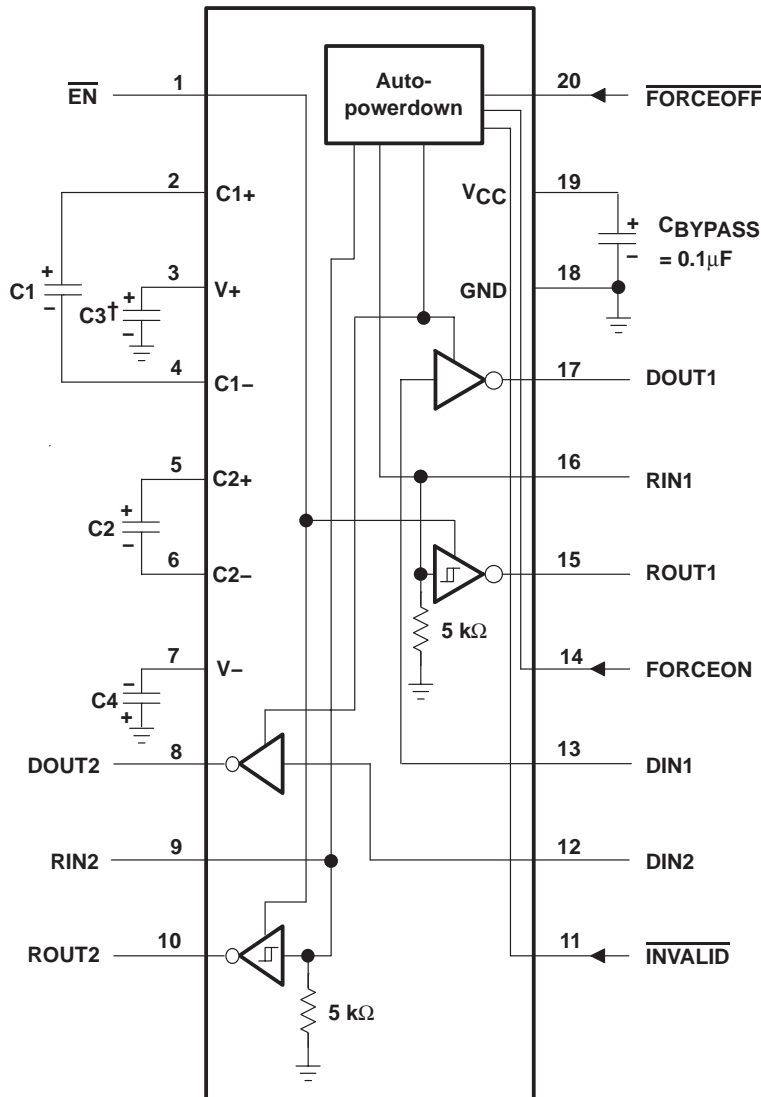 Auto-
powerdown
EN
1
20
FORCEOFF
2
C1+
VCC
19
+
CBYPASS
= 0.1µF
–
+
C1
–
3
V+
+
C3†
–
GND
18
4
C1–
17
DOUT1
5
C2+
16
RIN1
+
C2
–
6
C2–
15
ROUT1
5 kΩ
7
V–
–
C4
+
14
FORCEON
DOUT2
8
13
DIN1
RIN2
9
12
DIN2
ROUT2
10
11
INVALID
5 kΩ